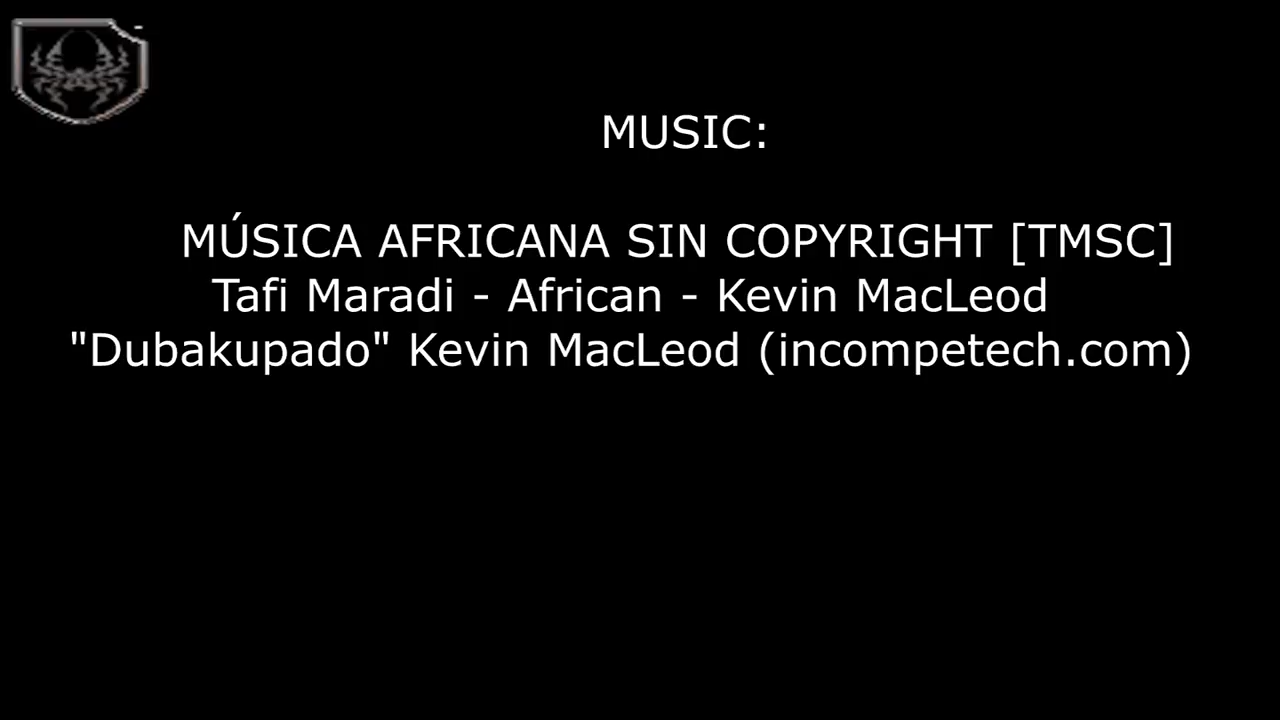 MUSIC:
MÚSICA AFRICANA SIN COPYRIGHT [TMSC]
Tafi Maradi - African - Kevin MacLeod
"Dubakupado" Kevin MacLeod (incompetech.com)